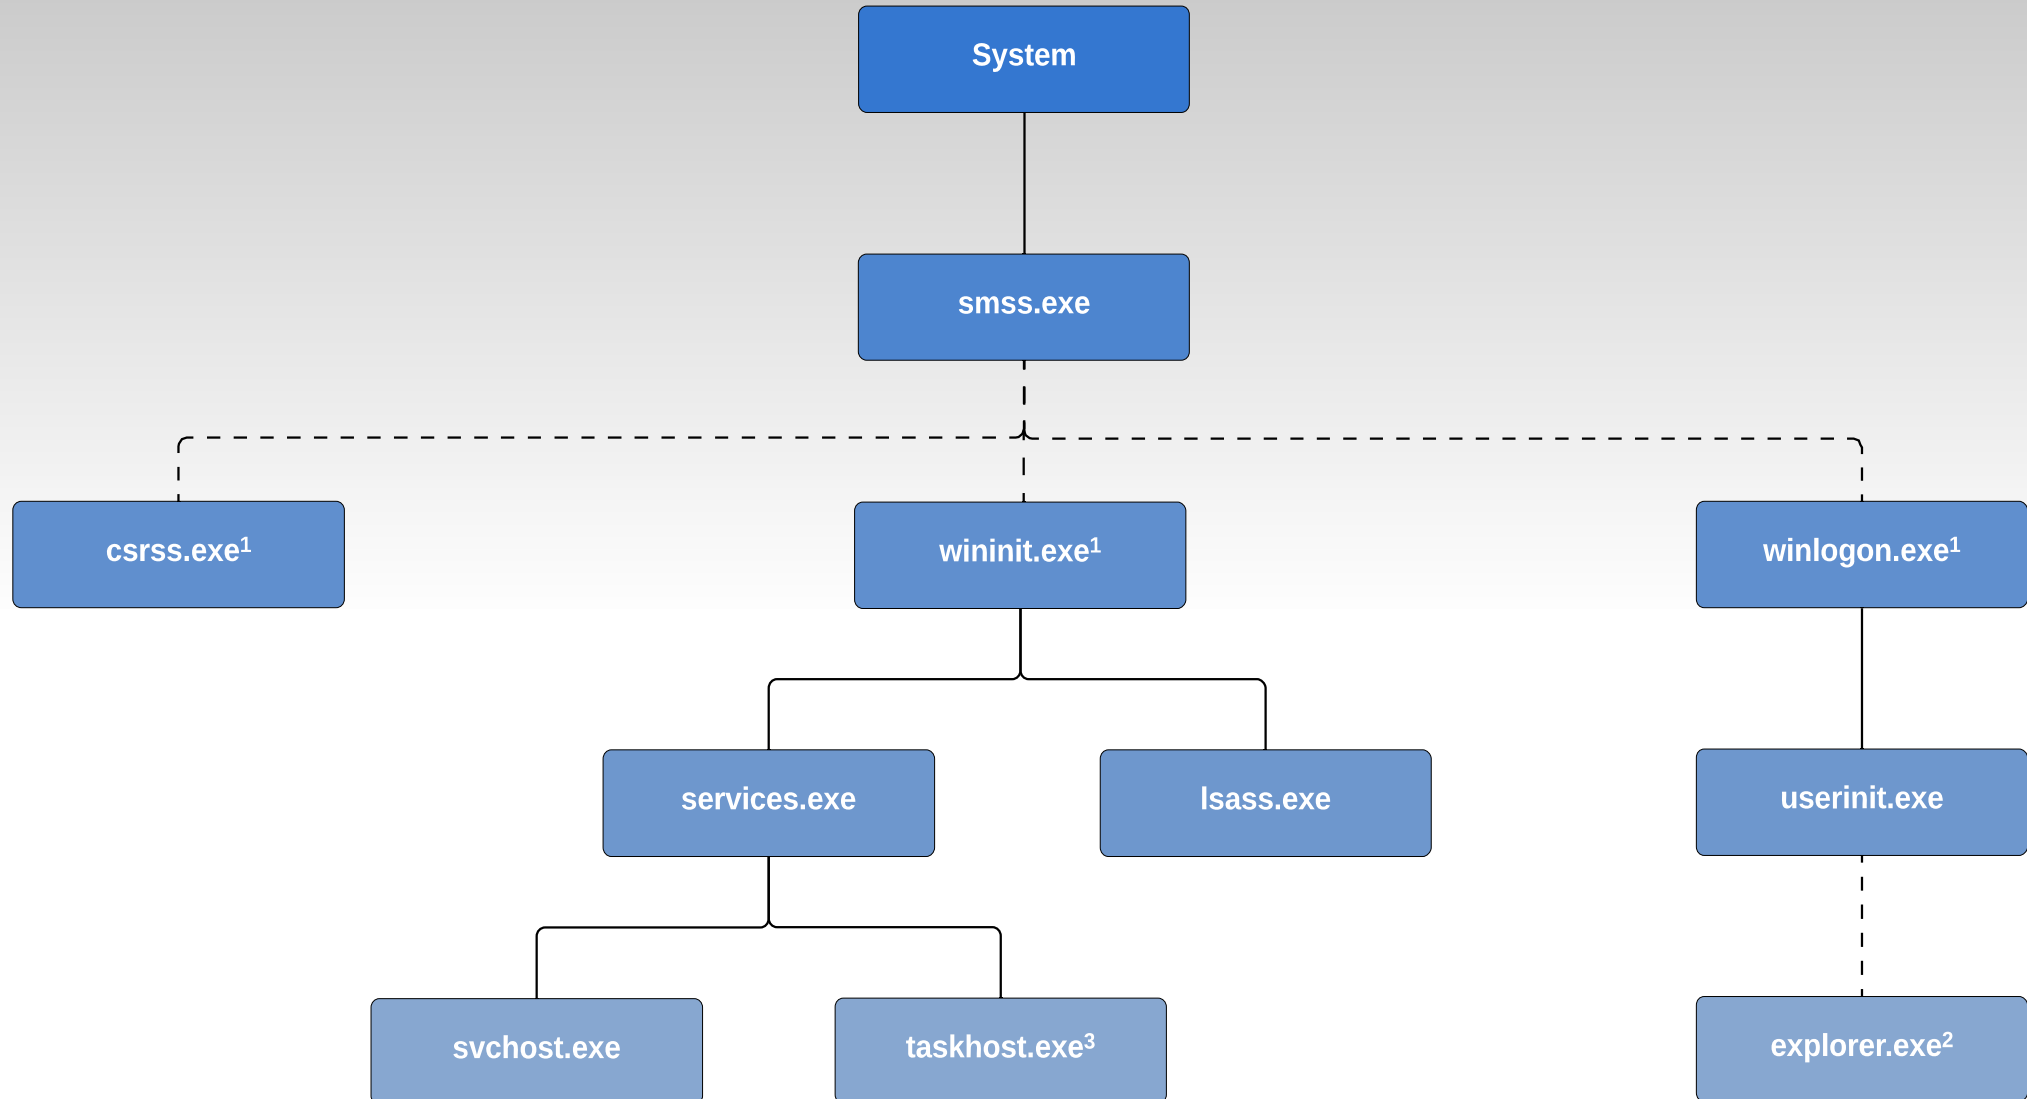 System
smss.exe
csrss.exe¹
wininit.exe¹
winlogon.exe¹
services.exe
lsass.exe
userinit.exe
svchost.exe
taskhost.exe³
explorer.exe²